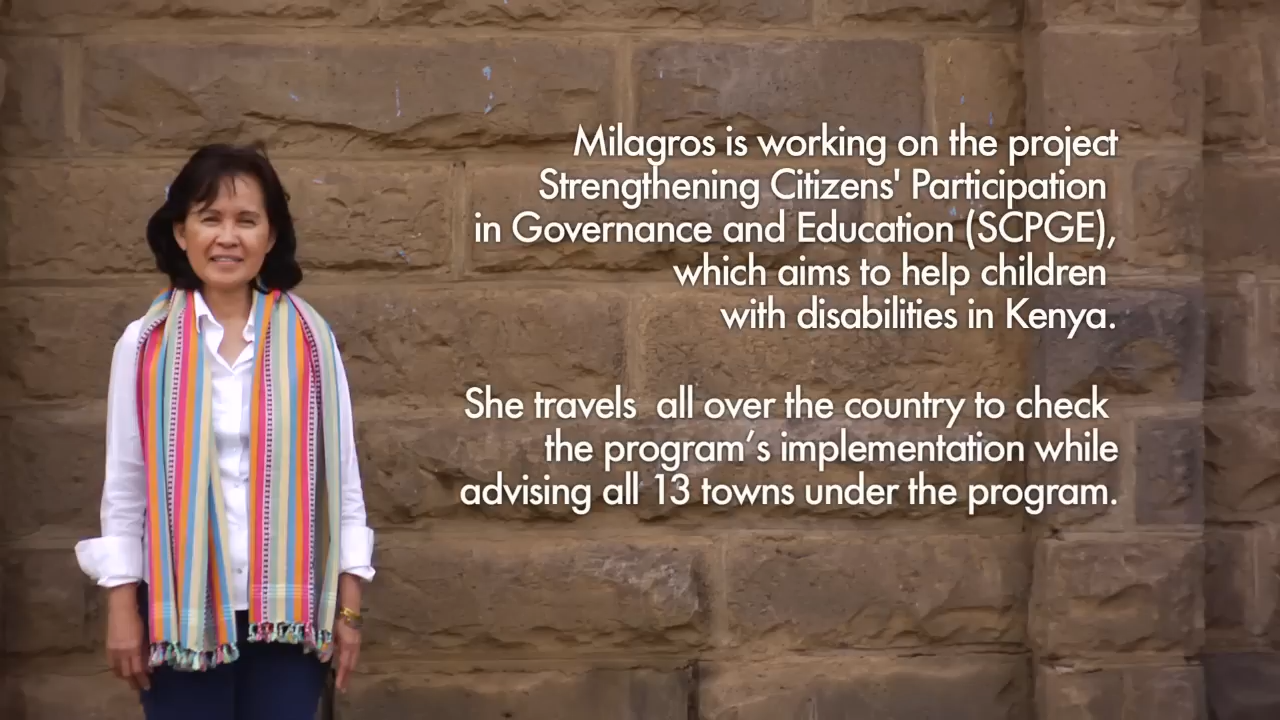 Milagros is working on the project
Strengthening Citizens' Participation
in Governance and Education (SCPGE),
which aims to help children
with disabilities in Kenya.
She travels all over the country to check
the program's implementation while
advising all 13 towns under the program.